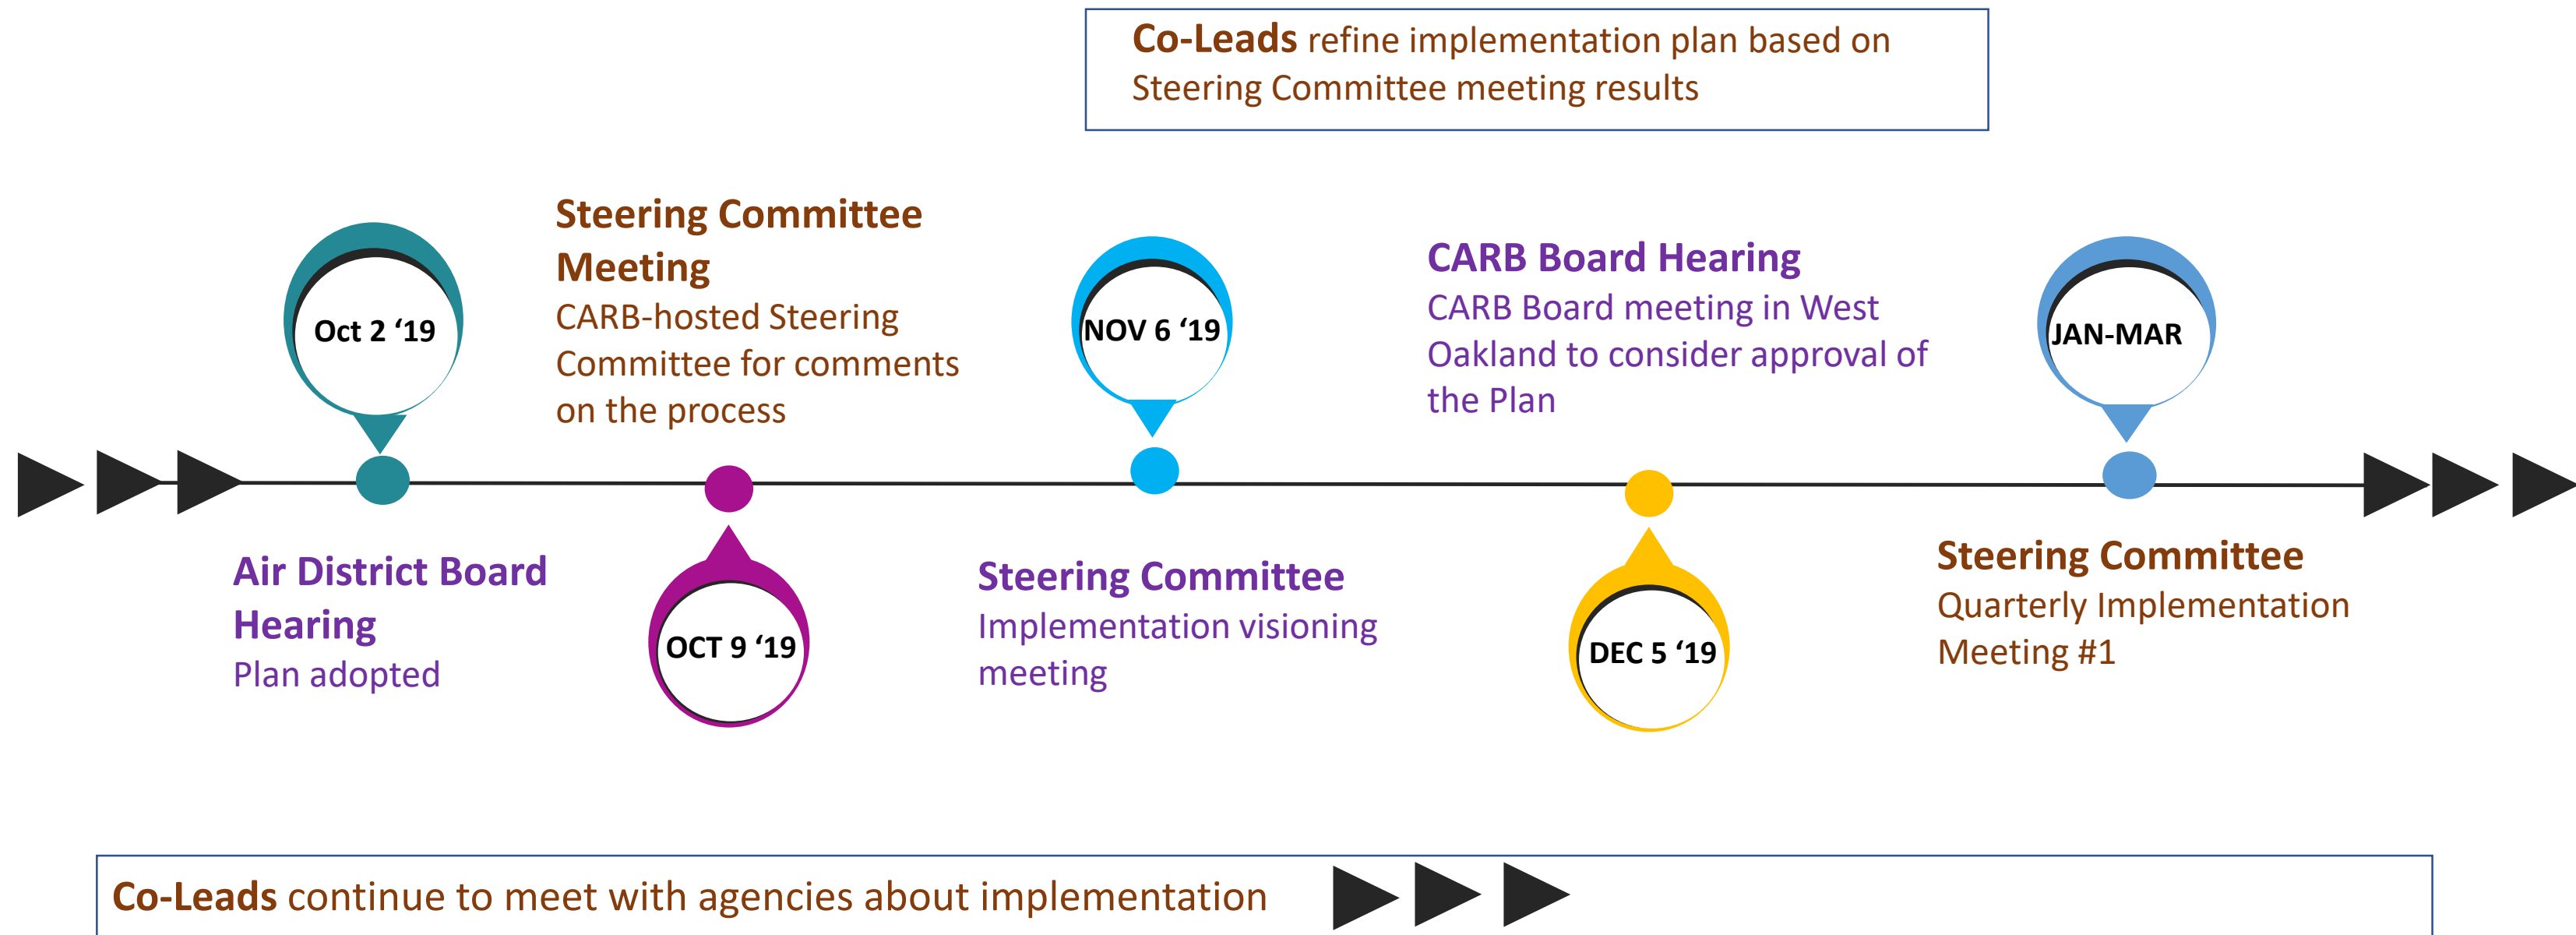 Co-Leads refine implementation plan based on
Steering Committee meeting results
Oct 2 ‘19
Steering Committee
Meeting
CARB-hosted Steering
Committee for comments
on the process
NOV 6 ‘19
CARB Board Hearing
CARB Board meeting in West
Oakland to consider approval of
the Plan
JAN-MAR
Air District Board
Hearing
Plan adopted
OCT 9 ‘19
Steering Committee
Implementation visioning
meeting
DEC 5 ‘19
Steering Committee
Quarterly Implementation
Meeting #1
Co-Leads continue to meet with agencies about implementation